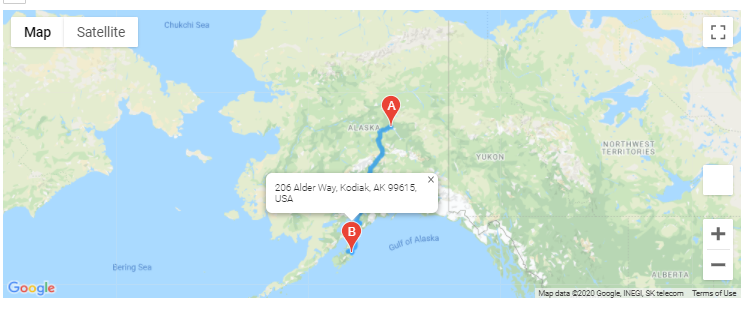 Chukchi Sea
Map Satellite
A
ALASKA
NORTHWEST
TERRITORIES
YUKON
206 Alder Way, Kodiak, AK 99615,
USA
×
B
Gulf of Alaska
Bering Sea
ALBERTA
Google
Map data ©2020 Google, INEGI, SK telecom Terms of Use